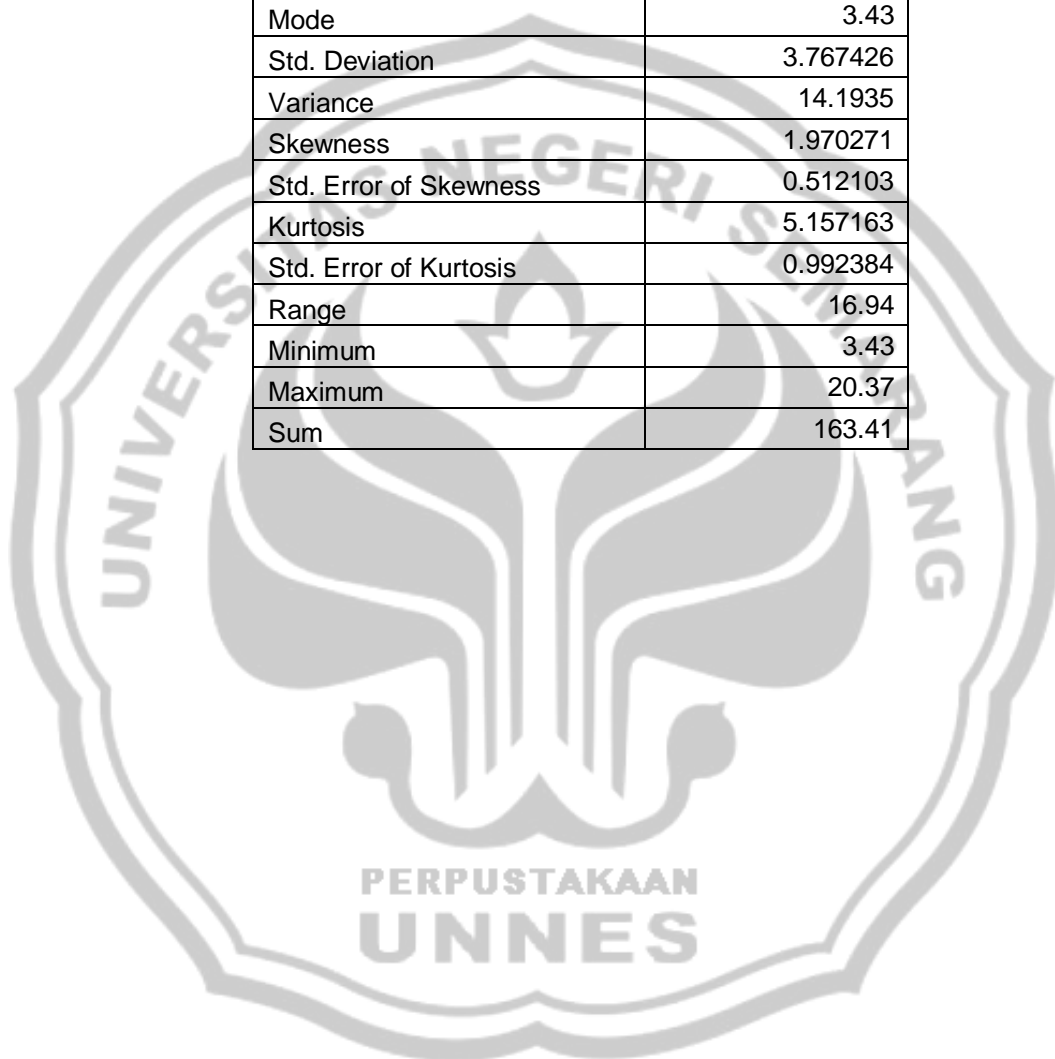 Mode 3.43
Std. Deviation 3.767426
Variance 14.1935
Skewness 1.970271
Std. Error of Skewness 0.512103
Kurtosis 5.157163
Std. Error of Kurtosis 0.992384
Range 16.94
Minimum 3.43
Maximum 20.37
Sum 163.41
UNIVERSITAS NEGERI SEMARANG
PERPUSTAKAAN
UNNES